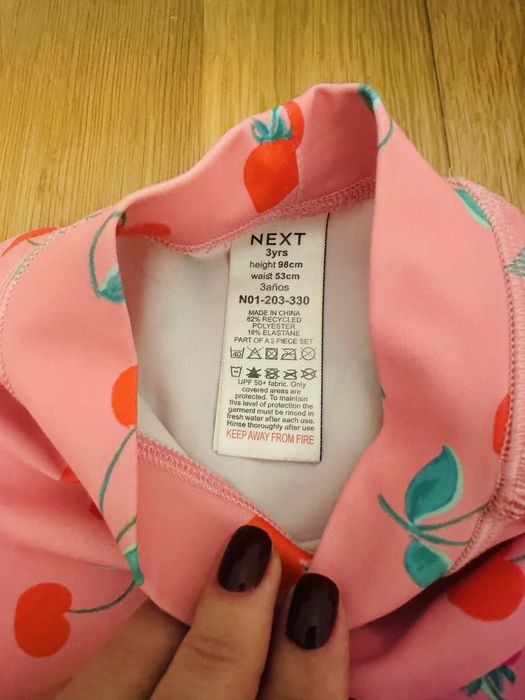 NEXT
3yrs
height 98cm
waist 53cm
3años
N01-203-330
MADE IN CHINA
82% RECYCLED
POLYESTER
18% ELASTANE
PART OF A 2 PIECE SET
40
UPF 50+ fabric. Only
covered areas are
protected. To maintain
this level of protection the
garment must be rinsed in
fresh water after each use.
Rinse thoroughly after use
KEEP AWAY FROM FIRE